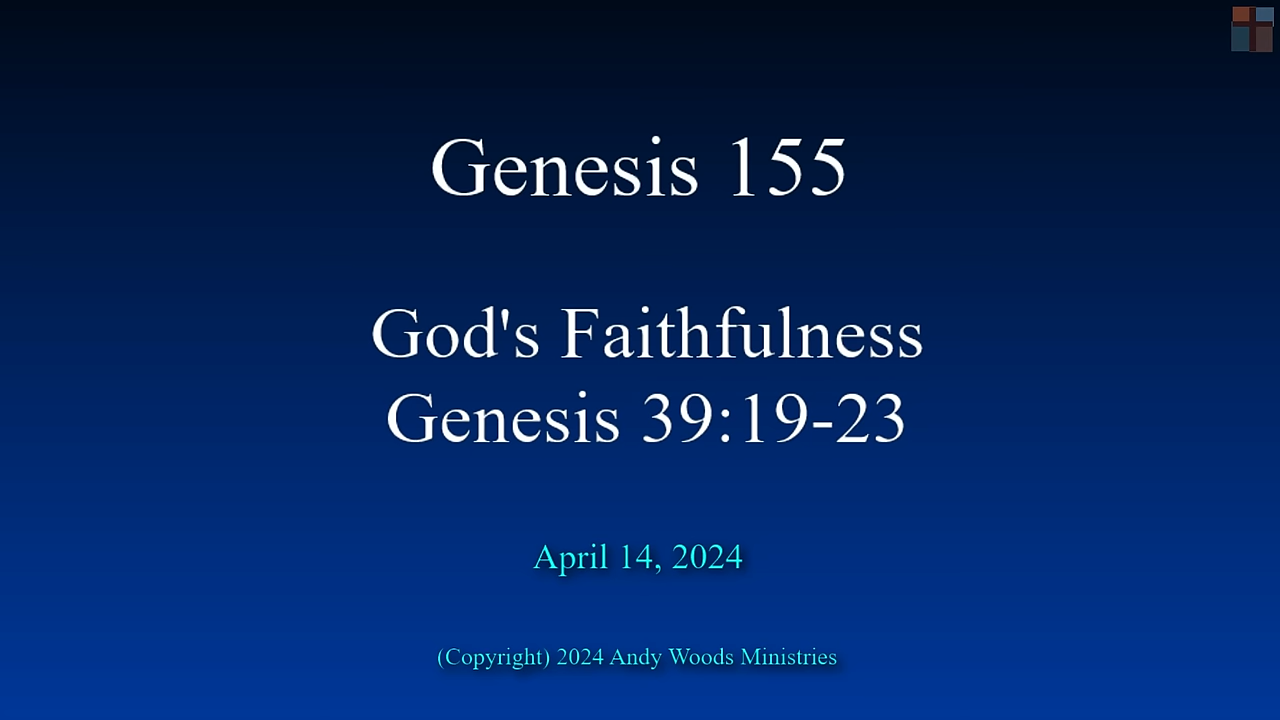 Genesis 155
God's Faithfulness
Genesis 39:19-23
April 14, 2024
(Copyright) 2024 Andy Woods Ministries